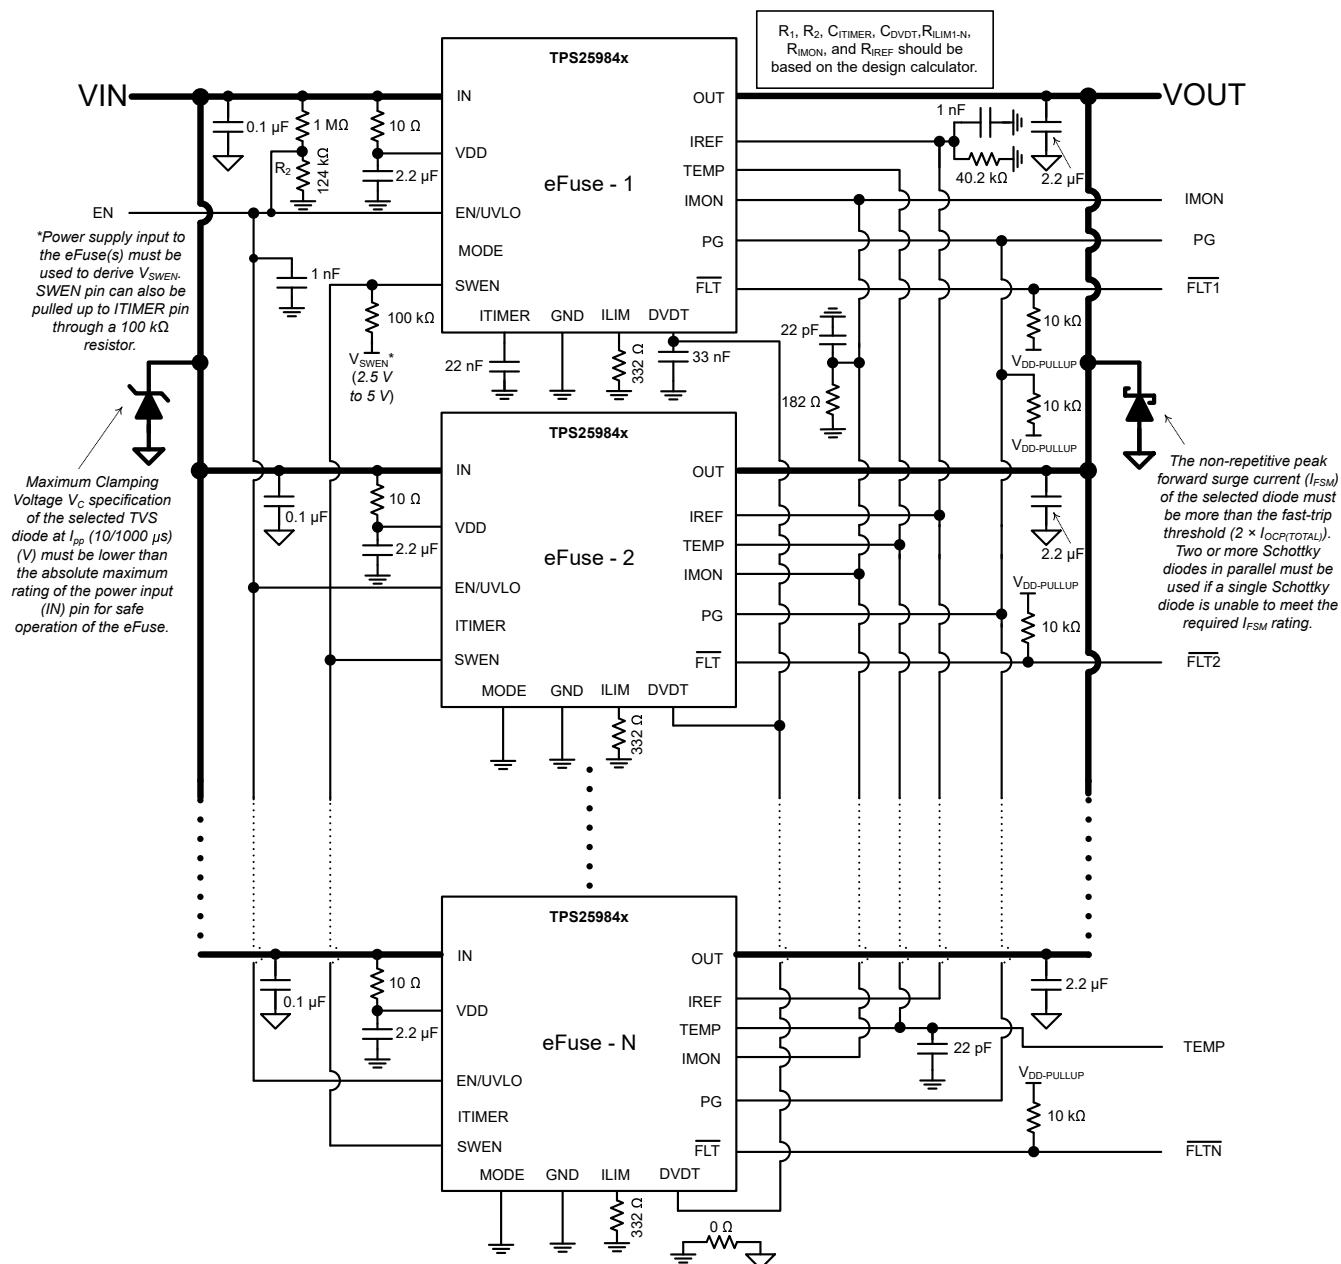 R1, R2, CITIMER, CDVDT,RILIM1-N,
RIMON, and RIREF should be
based on the design calculator.
TPS25984x
VIN
IN
OUT
VOUT
0.1 µF
1 MΩ
10 Ω
1 nF
IREF
VDD
R2
124 kΩ
2.2 µF
eFuse - 1
TEMP
40.2 kΩ
2.2 µF
EN
EN/UVLO
IMON
IMON
*Power supply input to
the eFuse(s) must be
used to derive VSWEN.
SWEN pin can also be
pulled up to ITIMER pin
through a 100 kΩ
resistor.
MODE
PG
PG
1 nF
SWEN
FLT
FLT1
100 kΩ
ITIMER
GND
ILIM
DVDT
22 pF
10 kΩ
VSWEN*
(2.5 V
to 5 V)
22 nF
332 Ω
33 nF
VDD-PULLUP
182 Ω
10 kΩ
VDD-PULLUP
TPS25984x
Maximum Clamping
Voltage VC specification
of the selected TVS
diode at Ipp (10/1000 µs)
(V) must be lower than
the absolute maximum
rating of the power input
(IN) pin for safe
operation of the eFuse.
The non-repetitive peak
forward surge current (IFSM)
of the selected diode must
be more than the fast-trip
threshold (2 × IOCP(TOTAL)).
Two or more Schottky
diodes in parallel must be
used if a single Schottky
diode is unable to meet the
required IFSM rating.
IN
OUT
0.1 µF
10 Ω
IREF
VDD
2.2 µF
eFuse - 2
TEMP
2.2 µF
EN/UVLO
IMON
VDD-PULLUP
ITIMER
PG
10 kΩ
SWEN
FLT
FLT2
MODE
GND
ILIM
DVDT
332 Ω
TPS25984x
IN
OUT
0.1 µF
10 Ω
2.2 µF
IREF
VDD
2.2 µF
eFuse - N
TEMP
22 pF
TEMP
IMON
EN/UVLO
VDD-PULLUP
PG
10 kΩ
ITIMER
SWEN
FLT
FLTN
MODE
GND
ILIM
DVDT
332 Ω
0 Ω